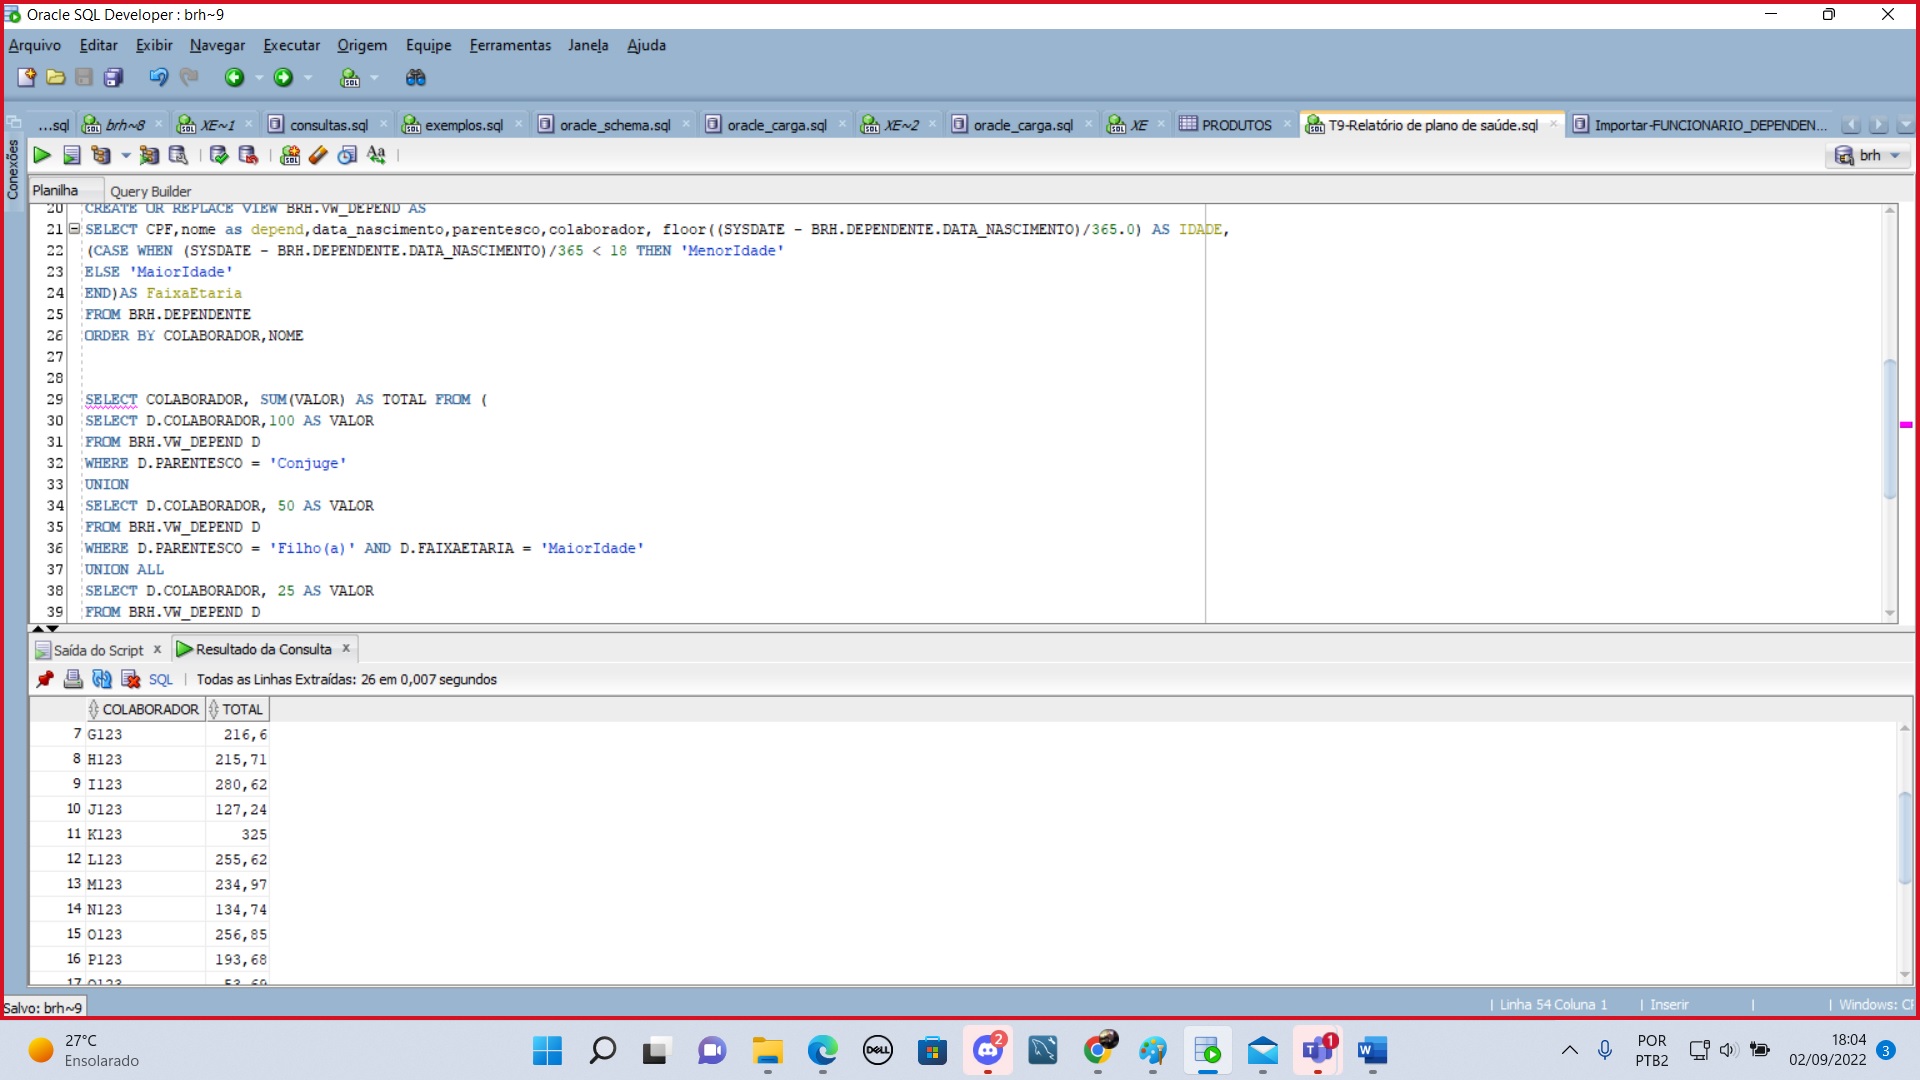 Oracle SQL Developer : brh~9
Arquivo Editar Exibir Navegar Executar Origem Equipe Ferramentas Janela Ajuda
...sql brh~8 XE~1 consultas.sql exemplos.sql oracle_schema.sql oracle_carga.sql XE~2 oracle_carga.sql XE PRODUTOS T9-Relatório de plano de saúde.sql Importar-FUNCIONARIO_DEPENDEN...
Conexões
brh
Planilha Query Builder
20 CREATE OR REPLACE VIEW BRH.VW_DEPEND AS
21 SELECT CPF,nome as depend,data_nascimento,parentesco,colaborador, floor((SYSDATE - BRH.DEPENDENTE.DATA_NASCIMENTO)/365.0) AS IDADE,
22 (CASE WHEN (SYSDATE - BRH.DEPENDENTE.DATA_NASCIMENTO)/365 < 18 THEN 'MenorIdade'
23 ELSE 'MaiorIdade'
24 END)AS FaixaEtaria
25 FROM BRH.DEPENDENTE
26 ORDER BY COLABORADOR,NOME
27
28
29 SELECT COLABORADOR, SUM(VALOR) AS TOTAL FROM (
30 SELECT D.COLABORADOR,100 AS VALOR
31 FROM BRH.VW_DEPEND D
32 WHERE D.PARENTESCO = 'Conjuge'
33 UNION
34 SELECT D.COLABORADOR, 50 AS VALOR
35 FROM BRH.VW_DEPEND D
36 WHERE D.PARENTESCO = 'Filho(a)' AND D.FAIXAETARIA = 'MaiorIdade'
37 UNION ALL
38 SELECT D.COLABORADOR, 25 AS VALOR
39 FROM BRH.VW_DEPEND D
Saída do Script x Resultado da Consulta x
SQL | Todas as Linhas Extraídas: 26 em 0,007 segundos
COLABORADOR TOTAL
7 G123 216,6
8 H123 215,71
9 I123 280,62
10 J123 127,24
11 K123 325
12 L123 255,62
13 M123 234,97
14 N123 134,74
15 O123 256,85
16 P123 193,68
17 Q123 53,69
Salvo: brh~9
| Linha 54 Coluna 1 | Inserir | | Windows: C
27°C
Ensolarado
DELL
2
1
POR
PTB2
18:04
02/09/2022
3